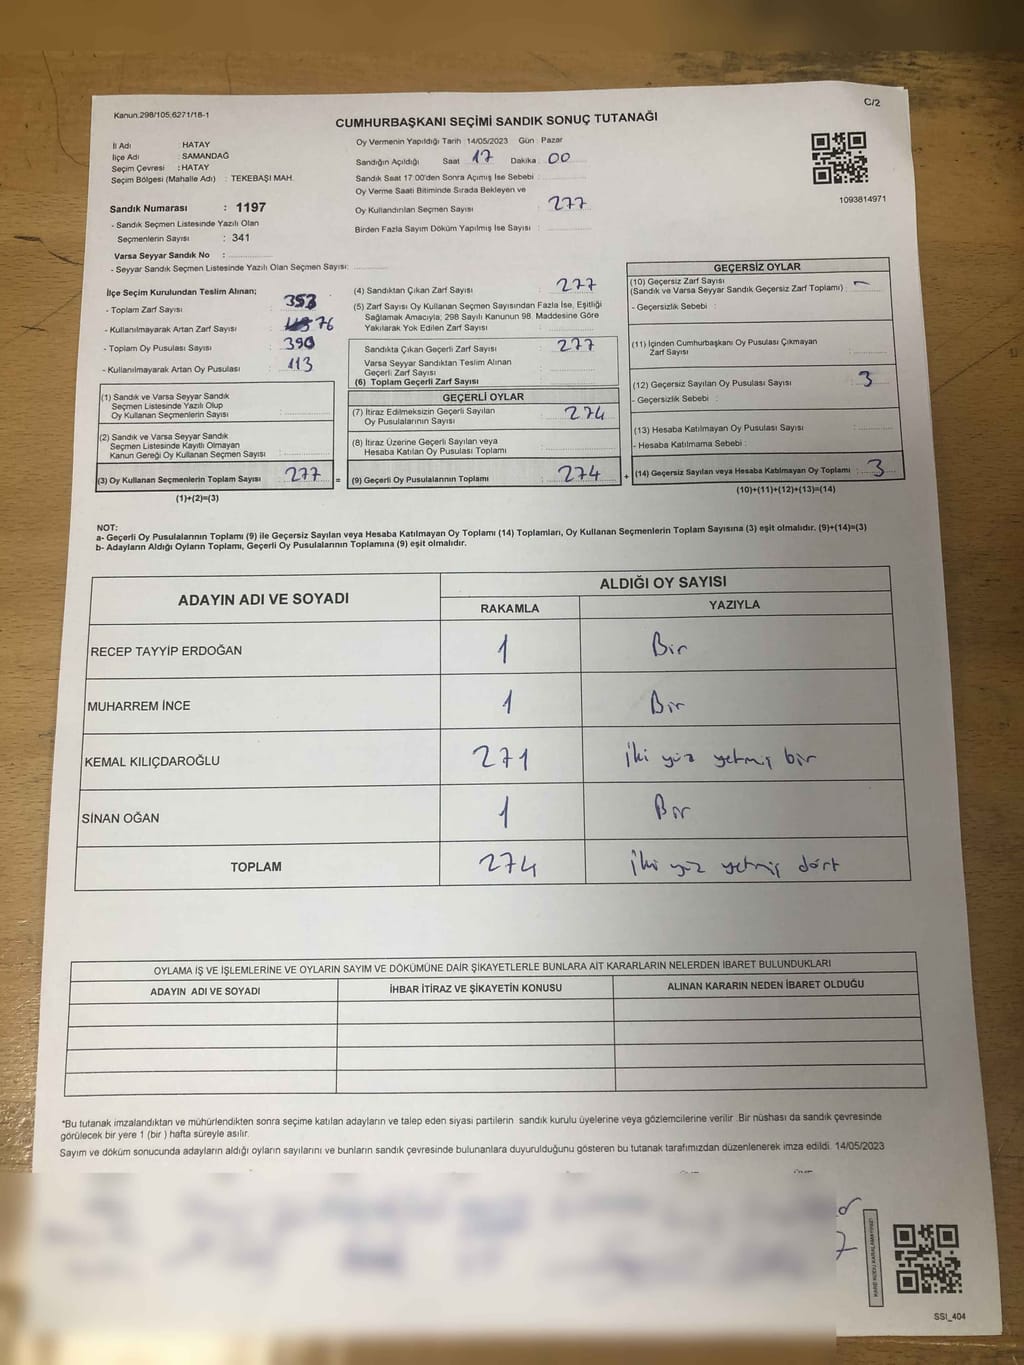 Kanun.298/105,6271/18-1
C/2
CUMHURBAŞKANI SEÇİMİ SANDIK SONUÇ TUTANAĞI
İl Adı : HATAY
İlçe Adı : SAMANDAĞ
Seçim Çevresi : HATAY
Seçim Bölgesi (Mahalle Adı) : TEKEBAŞI MAH.
Sandık Numarası : 1197
- Sandık Seçmen Listesinde Yazılı Olan
Seçmenlerin Sayısı : 341
Varsa Seyyar Sandık No :
- Seyyar Sandık Seçmen Listesinde Yazılı Olan Seçmen Sayısı:
Oy Vermenin Yapıldığı Tarih 14/05/2023 Gün : Pazar
Sandığın Açıldığı Saat 17 Dakika : 00
Sandık Saat 17:00'den Sonra Açımış İse Sebebi :
Oy Verme Saati Bitiminde Sırada Bekleyen ve
Oy Kullandırılan Seçmen Sayısı : 277
Birden Fazla Sayım Döküm Yapılmış İse Sayısı :
1093814971
İlçe Seçim Kurulundan Teslim Alınan;
- Toplam Zarf Sayısı : 353
- Kullanılmayarak Artan Zarf Sayısı : 76
- Toplam Oy Pusulası Sayısı : 390
- Kullanılmayarak Artan Oy Pusulası : 113
(1) Sandık ve Varsa Seyyar Sandık
Seçmen Listesinde Yazılı Olup
Oy Kullanan Seçmenlerin Sayısı :
(2) Sandık ve Varsa Seyyar Sandık
Seçmen Listesinde Kayıtlı Olmayan
Kanun Gereği Oy Kullanan Seçmen Sayısı :
(3) Oy Kullanan Seçmenlerin Toplam Sayısı : 277 =
(1)+(2)=(3)
(4) Sandıktan Çıkan Zarf Sayısı : 277
(5) Zarf Sayısı Oy Kullanan Seçmen Sayısından Fazla İse, Eşitliği
Sağlamak Amacıyla; 298 Sayılı Kanunun 98. Maddesine Göre
Yakılarak Yok Edilen Zarf Sayısı :
Sandıkta Çıkan Geçerli Zarf Sayısı : 277
Varsa Seyyar Sandıktan Teslim Alınan
Geçerli Zarf Sayısı :
(6) Toplam Geçerli Zarf Sayısı :
GEÇERLİ OYLAR
(7) İtiraz Edilmeksizin Geçerli Sayılan
Oy Pusulalarının Sayısı : 274
(8) İtiraz Üzerine Geçerli Sayılan veya
Hesaba Katılan Oy Pusulası Toplamı :
(9) Geçerli Oy Pusulalarının Toplamı : 274 +
GEÇERSİZ OYLAR
(10) Geçersiz Zarf Sayısı
(Sandık ve Varsa Seyyar Sandık Geçersiz Zarf Toplamı) : -
- Geçersizlik Sebebi :
(11) İçinden Cumhurbaşkanı Oy Pusulası Çıkmayan
Zarf Sayısı :
(12) Geçersiz Sayılan Oy Pusulası Sayısı : 3
- Geçersizlik Sebebi :
(13) Hesaba Katılmayan Oy Pusulası Sayısı :
- Hesaba Katılmama Sebebi :
(14) Geçersiz Sayılan veya Hesaba Katılmayan Oy Toplamı : 3
(10)+(11)+(12)+(13)=(14)
NOT:
a- Geçerli Oy Pusulalarının Toplamı (9) ile Geçersiz Sayılan veya Hesaba Katılmayan Oy Toplamı (14) Toplamları, Oy Kullanan Seçmenlerin Toplam Sayısına (3) eşit olmalıdır. (9)+(14)=(3)
b- Adayların Aldığı Oyların Toplamı, Geçerli Oy Pusulalarının Toplamına (9) eşit olmalıdır.
ADAYIN ADI VE SOYADI
ALDIĞI OY SAYISI
RAKAMLA YAZIYLA
RECEP TAYYİP ERDOĞAN 1 Bir
MUHARREM İNCE 1 Bir
KEMAL KILIÇDAROĞLU 271 iki yüz yetmiş bir
SİNAN OĞAN 1 Bir
TOPLAM 274 İki yüz yetmiş dört
OYLAMA İŞ VE İŞLEMLERİNE VE OYLARIN SAYIM VE DÖKÜMÜNE DAİR ŞİKAYETLERLE BUNLARA AİT KARARLARIN NELERDEN İBARET BULUNDUKLARI
ADAYIN ADI VE SOYADI İHBAR İTİRAZ VE ŞİKAYETİN KONUSU ALINAN KARARIN NEDEN İBARET OLDUĞU
*Bu tutanak imzalandıktan ve mühürlendikten sonra seçime katılan adayların ve talep eden siyasi partilerin sandık kurulu üyelerine veya gözlemcilerine verilir. Bir nüshası da sandık çevresinde
görülecek bir yere 1 (bir) hafta süreyle asılır.
Sayım ve döküm sonucunda adayların aldığı oyların sayılarını ve bunların sandık çevresinde bulunanlara duyurulduğunu gösteren bu tutanak tarafımızdan düzenlenerek imza edildi. 14/05/2023
KARE KODU KARALAMAYINIZ!
SSI_404